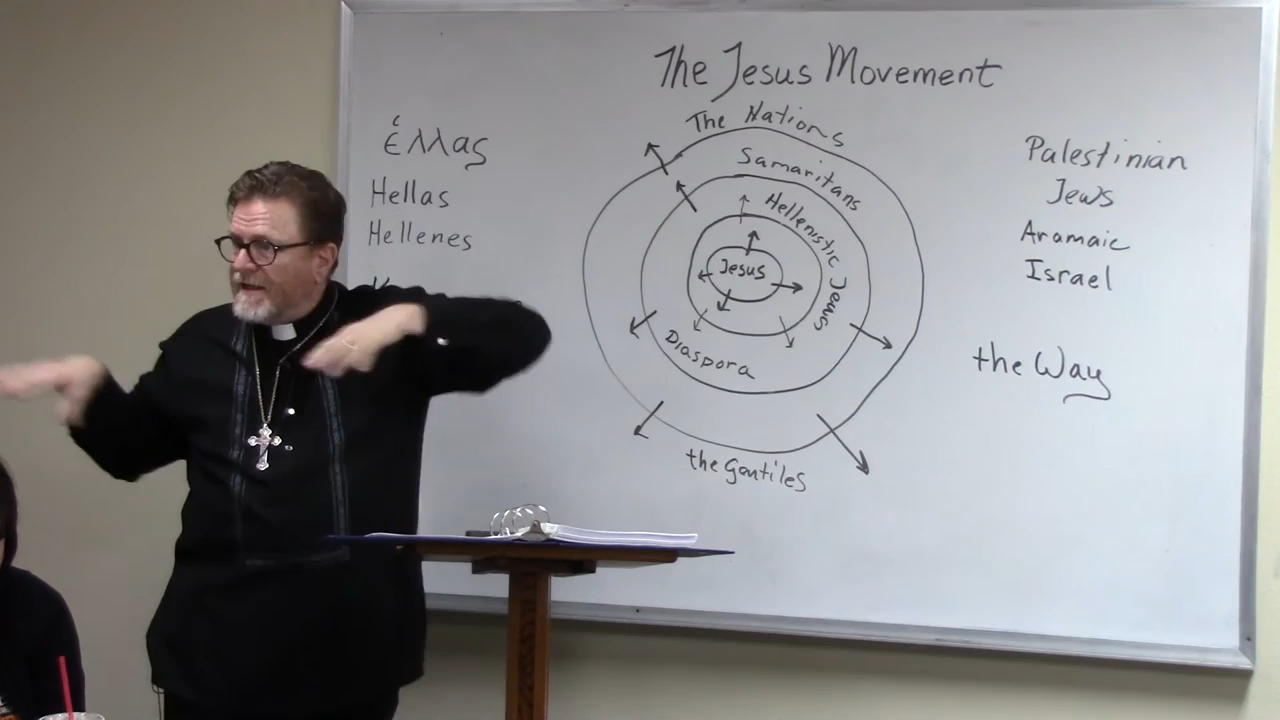 The Jesus Movement
έλλας
Hellas
Hellenes
The Nations
Samaritans
Hellenistic Jews
Jesus
Diaspora
the Gentiles
Palestinian
Jews
Aramaic
Israel
the Way